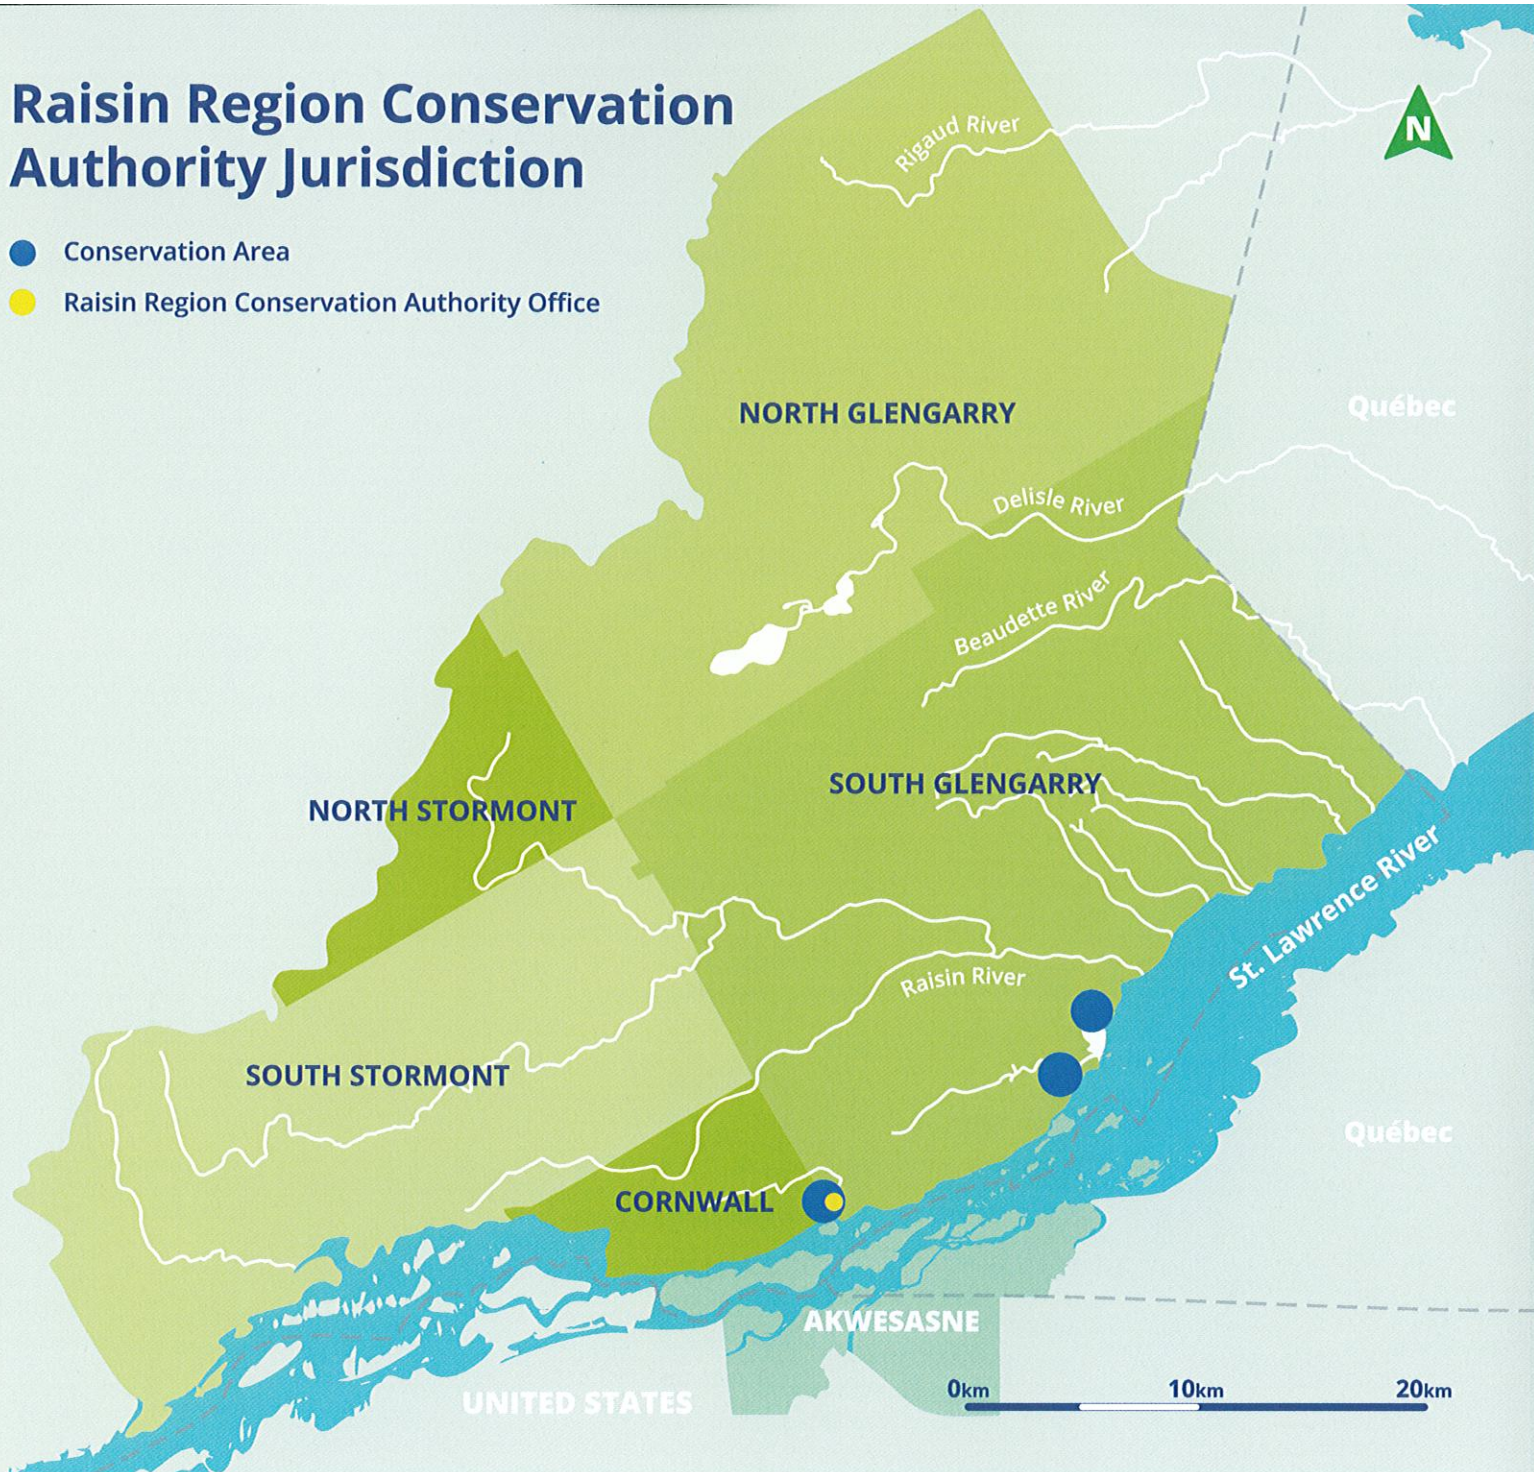 Raisin Region Conservation
Authority Jurisdiction
Conservation Area
Raisin Region Conservation Authority Office
N
Rigaud River
Québec
NORTH GLENGARRY
Delisle River
Beaudette River
SOUTH GLENGARRY
NORTH STORMONT
St. Lawrence River
Raisin River
SOUTH STORMONT
Québec
CORNWALL
AKWESASNE
UNITED STATES
0km 10km 20km